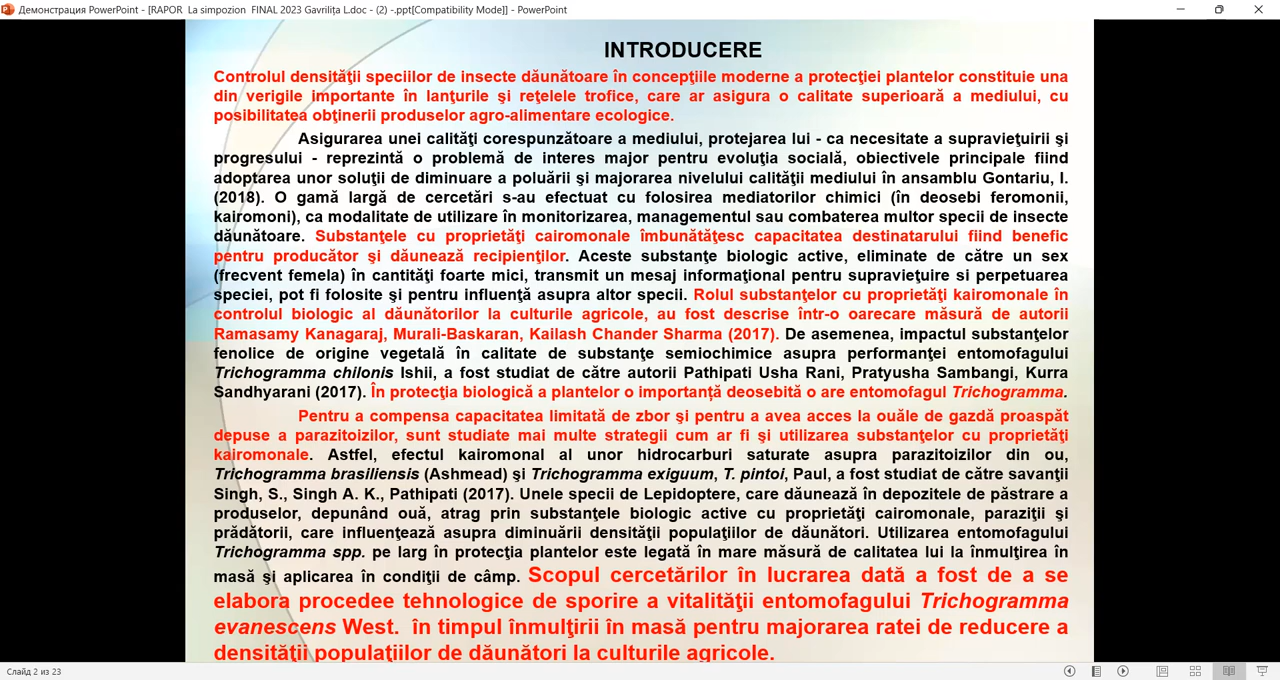 Демонстрация PowerPoint - [RAPOR  La simpozion  FINAL 2023 Gavrilița L.doc - (2) -.ppt[Compatibility Mode]] - PowerPoint
INTRODUCERE
Controlul densităţii speciilor de insecte dăunătoare în concepţiile moderne a protecţiei plantelor constituie una
din verigile importante în lanţurile şi reţelele trofice, care ar asigura o calitate superioară a mediului, cu
posibilitatea obţinerii produselor agro-alimentare ecologice.
Asigurarea unei calităţi corespunzătoare a mediului, protejarea lui - ca necesitate a supravieţuirii şi
progresului - reprezintă o problemă de interes major pentru evoluţia socială, obiectivele principale fiind
adoptarea unor soluţii de diminuare a poluării şi majorarea nivelului calităţii mediului în ansamblu Gontariu, I.
(2018). O gamă largă de cercetări s-au efectuat cu folosirea mediatorilor chimici (în deosebi feromonii,
kairomoni), ca modalitate de utilizare în monitorizarea, managementul sau combaterea multor specii de insecte
dăunătoare. Substanţele cu proprietăţi cairomonale îmbunătăţesc capacitatea destinatarului fiind benefic
pentru producător şi dăunează recipienţilor. Aceste substanţe biologic active, eliminate de către un sex
(frecvent femela) în cantităţi foarte mici, transmit un mesaj informaţional pentru supravieţuire si perpetuarea
speciei, pot fi folosite şi pentru influenţă asupra altor specii. Rolul substanţelor cu proprietăţi kairomonale în
controlul biologic al dăunătorilor la culturile agricole, au fost descrise într-o oarecare măsură de autorii
Ramasamy Kanagaraj, Murali-Baskaran, Kailash Chander Sharma (2017). De asemenea, impactul substanţelor
fenolice de origine vegetală în calitate de substanţe semiochimice asupra performanţei entomofagului
Trichogramma chilonis Ishii, a fost studiat de către autorii Pathipati Usha Rani, Pratyusha Sambangi, Kurra
Sandhyarani (2017). În protecţia biologică a plantelor o importanţă deosebită o are entomofagul Trichogramma.
Pentru a compensa capacitatea limitată de zbor şi pentru a avea acces la ouăle de gazdă proaspăt
depuse a parazitoizilor, sunt studiate mai multe strategii cum ar fi şi utilizarea substanţelor cu proprietăţi
kairomonale. Astfel, efectul kairomonal al unor hidrocarburi saturate asupra parazitoizilor din ou,
Trichogramma brasiliensis (Ashmead) şi Trichogramma exiguum, T. pintoi, Paul, a fost studiat de către savanţii
Singh, S., Singh A. K., Pathipati (2017). Unele specii de Lepidoptere, care dăunează în depozitele de păstrare a
produselor, depunând ouă, atrag prin substanţele biologic active cu proprietăţi cairomonale, paraziţii şi
prădătorii, care influenţează asupra diminuării densităţii populaţiilor de dăunători. Utilizarea entomofagului
Trichogramma spp. pe larg în protecţia plantelor este legată în mare măsură de calitatea lui la înmulţirea în
masă şi aplicarea în condiţii de câmp. Scopul cercetărilor în lucrarea dată a fost de a se
elabora procedee tehnologice de sporire a vitalităţii entomofagului Trichogramma
evanescens West.  în timpul înmulţirii în masă pentru majorarea ratei de reducere a
densităţii populaţiilor de dăunători la culturile agricole.
Слайд 2 из 23